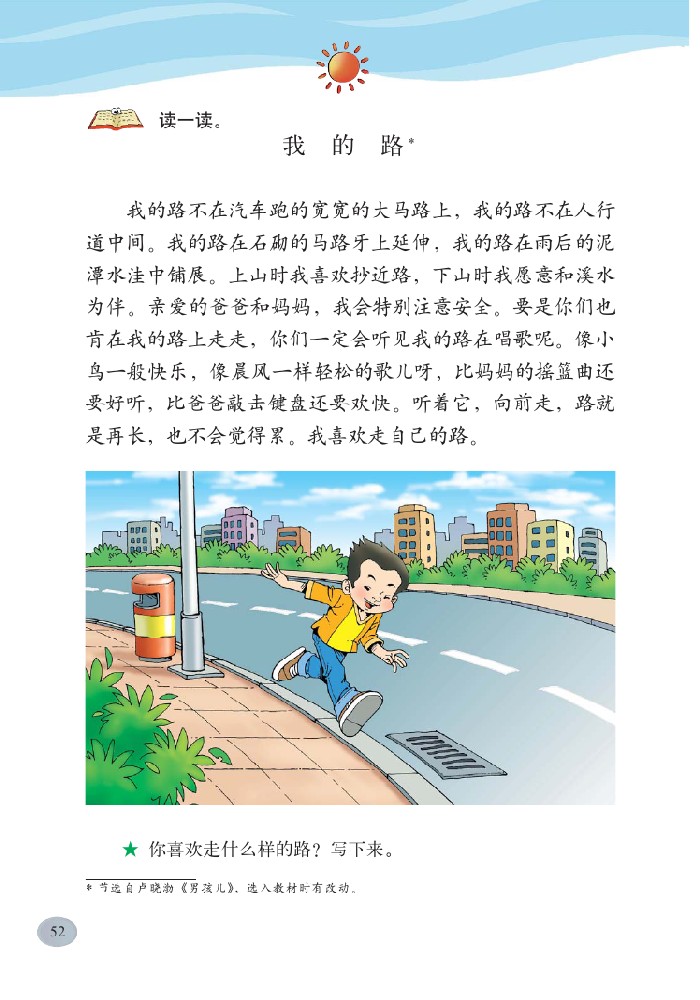 读一读。
我的路*
我的路不在汽车跑的宽宽的大马路上，我的路不在人行
道中间。我的路在石砌的马路牙上延伸，我的路在雨后的泥
潭水洼中铺展。上山时我喜欢抄近路，下山时我愿意和溪水
为伴。亲爱的爸爸和妈妈，我会特别注意安全。要是你们也
肯在我的路上走走，你们一定会听见我的路在唱歌呢。像小
鸟一般快乐，像晨风一样轻松的歌儿呀，比妈妈的摇篮曲还
要好听，比爸爸敲击键盘还要欢快。听着它，向前走，路就
是再长，也不会觉得累。我喜欢走自己的路。
★ 你喜欢走什么样的路？写下来。
* 节选自卢晓渤《男孩儿》、选入教材时有改动。
52